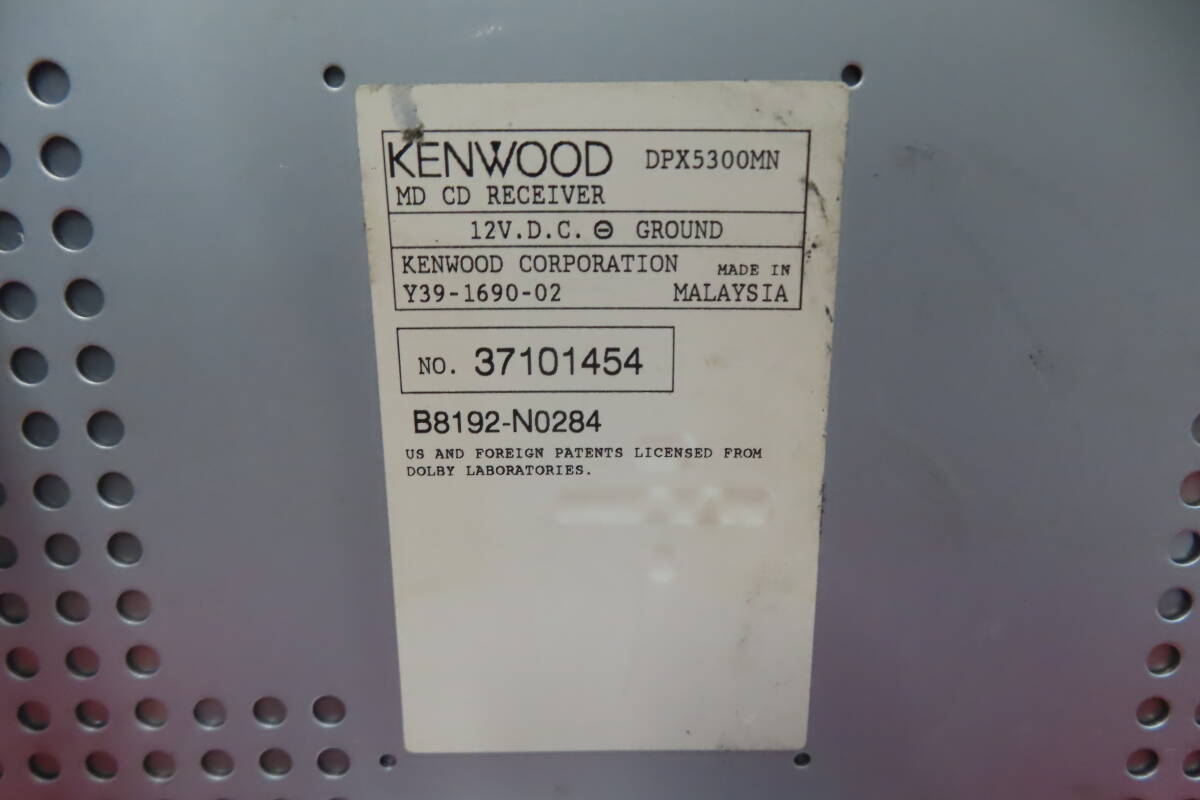 KENWOOD DPX5300MN
MD CD RECEIVER
12V.D.C. ⊖ GROUND
KENWOOD CORPORATION MADE IN
Y39-1690-02 MALAYSIA
NO. 37101454
B8192-N0284
US AND FOREIGN PATENTS LICENSED FROM
DOLBY LABORATORIES.